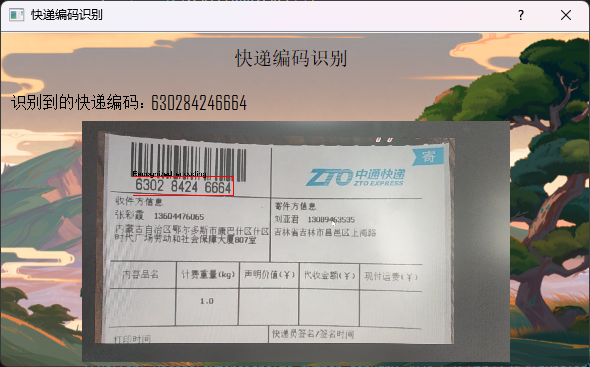 快递编码识别
?
快递编码识别
识别到的快递编码：630284246664
寄
6302 8424 6664
ZTO 中通快递
ZTO EXPRESS
收件方信息
张彩霞 13604476065
内蒙古自治区鄂尔多斯市康巴什区什区
时代广场劳动和社会保障大厦807室
寄件方信息
刘亚君 13089463535
吉林省吉林市昌邑区上海路
内容品名 计费重量(kg) 声明价值(¥) 代收金额(¥) 现付运费(¥)
1.0
打印时间
快递员签名/签名时间